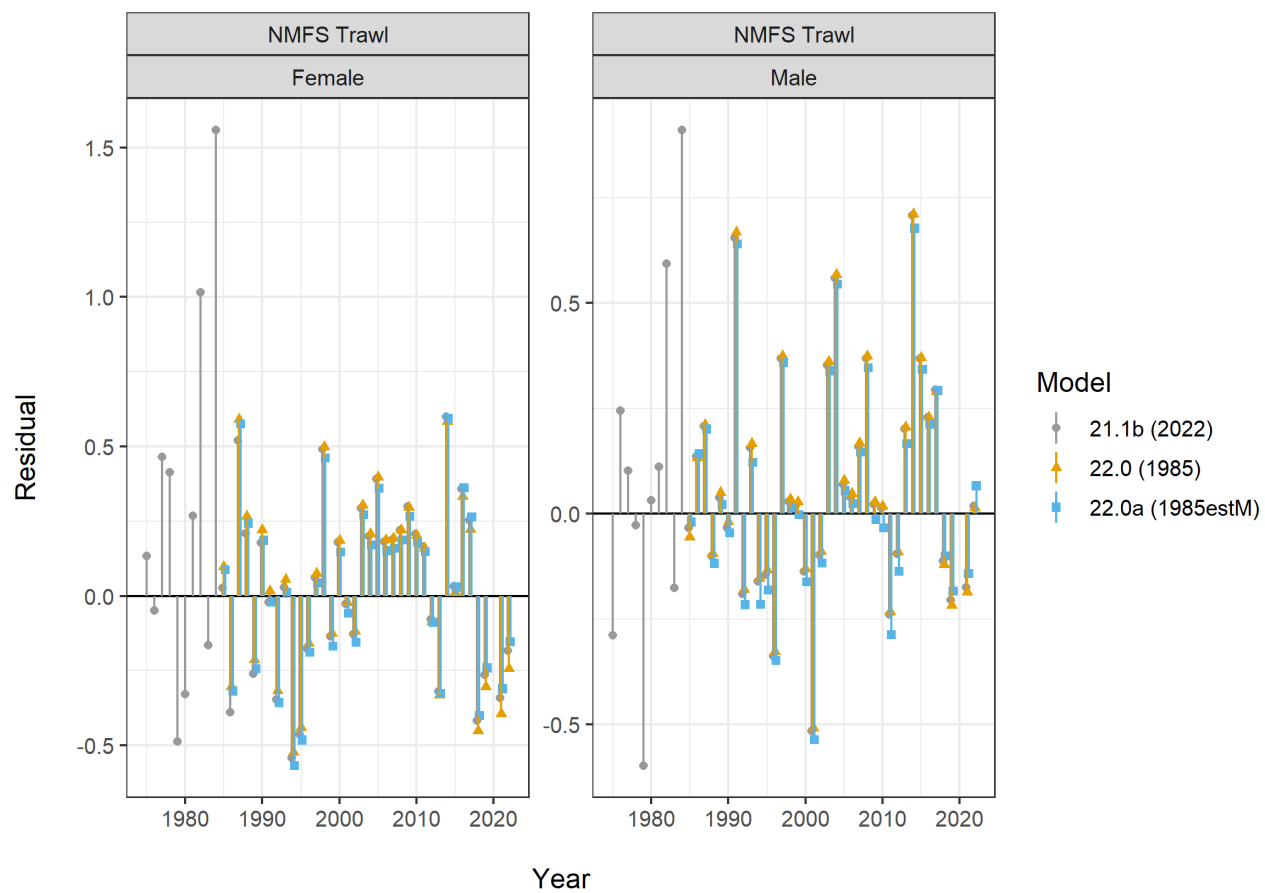 NMFS Trawl
NMFS Trawl
Female
Male
1.5
1.0
0.5
0.0
-0.5
0.5
0.0
-0.5
1980
1990
2000
2010
2020
1980
1990
2000
2010
2020
Residual
Year
Model
21.1b (2022)
22.0 (1985)
22.0a (1985estM)